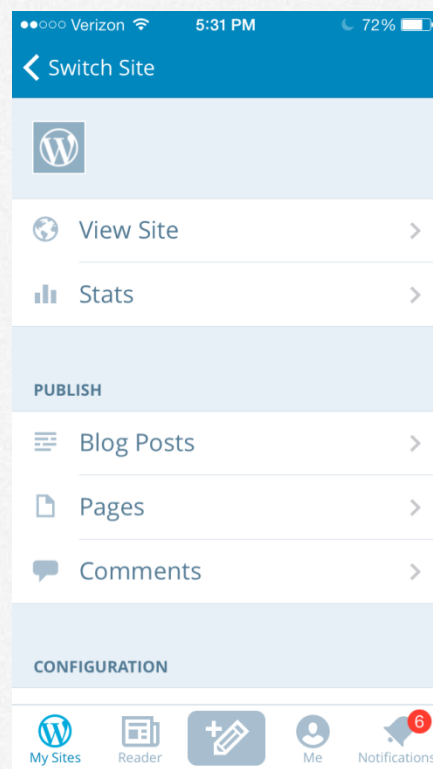 Verizon 5:31 PM 72%
Switch Site
View Site
Stats
PUBLISH
Blog Posts
Pages
Comments
CONFIGURATION
6
My Sites Reader Me Notifications